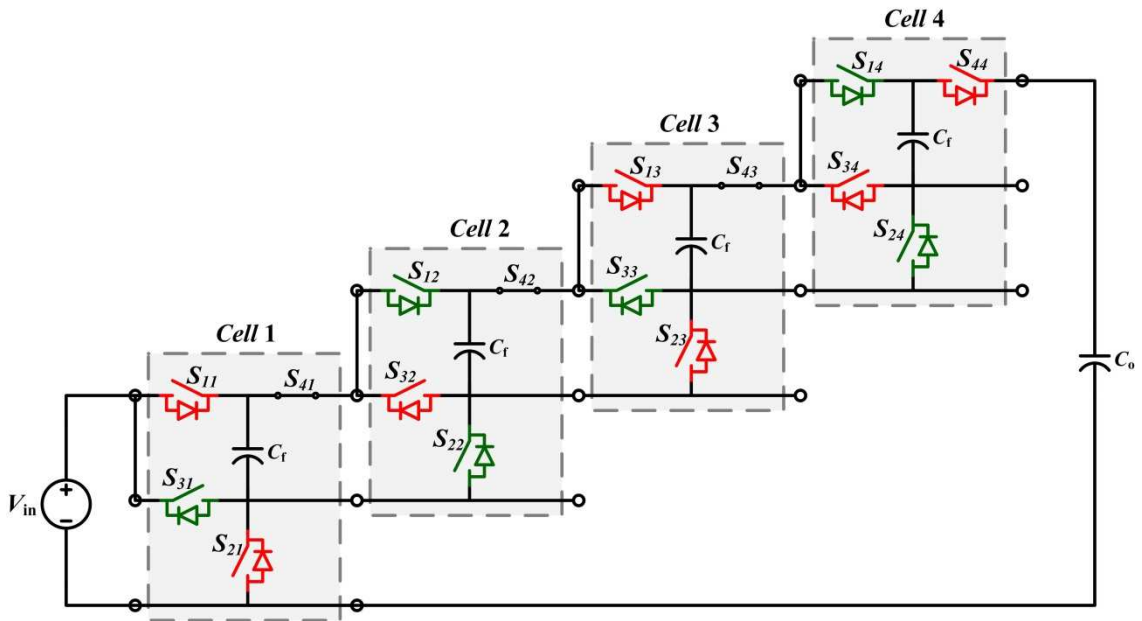 Cell 4
S14
S44
Cf
S34
S24
Cell 3
S13
S43
Cf
S33
S23
Cell 2
S12
S42
Cf
S32
S22
Cell 1
S11
S41
Cf
S31
S21
Vin
+
−
Co